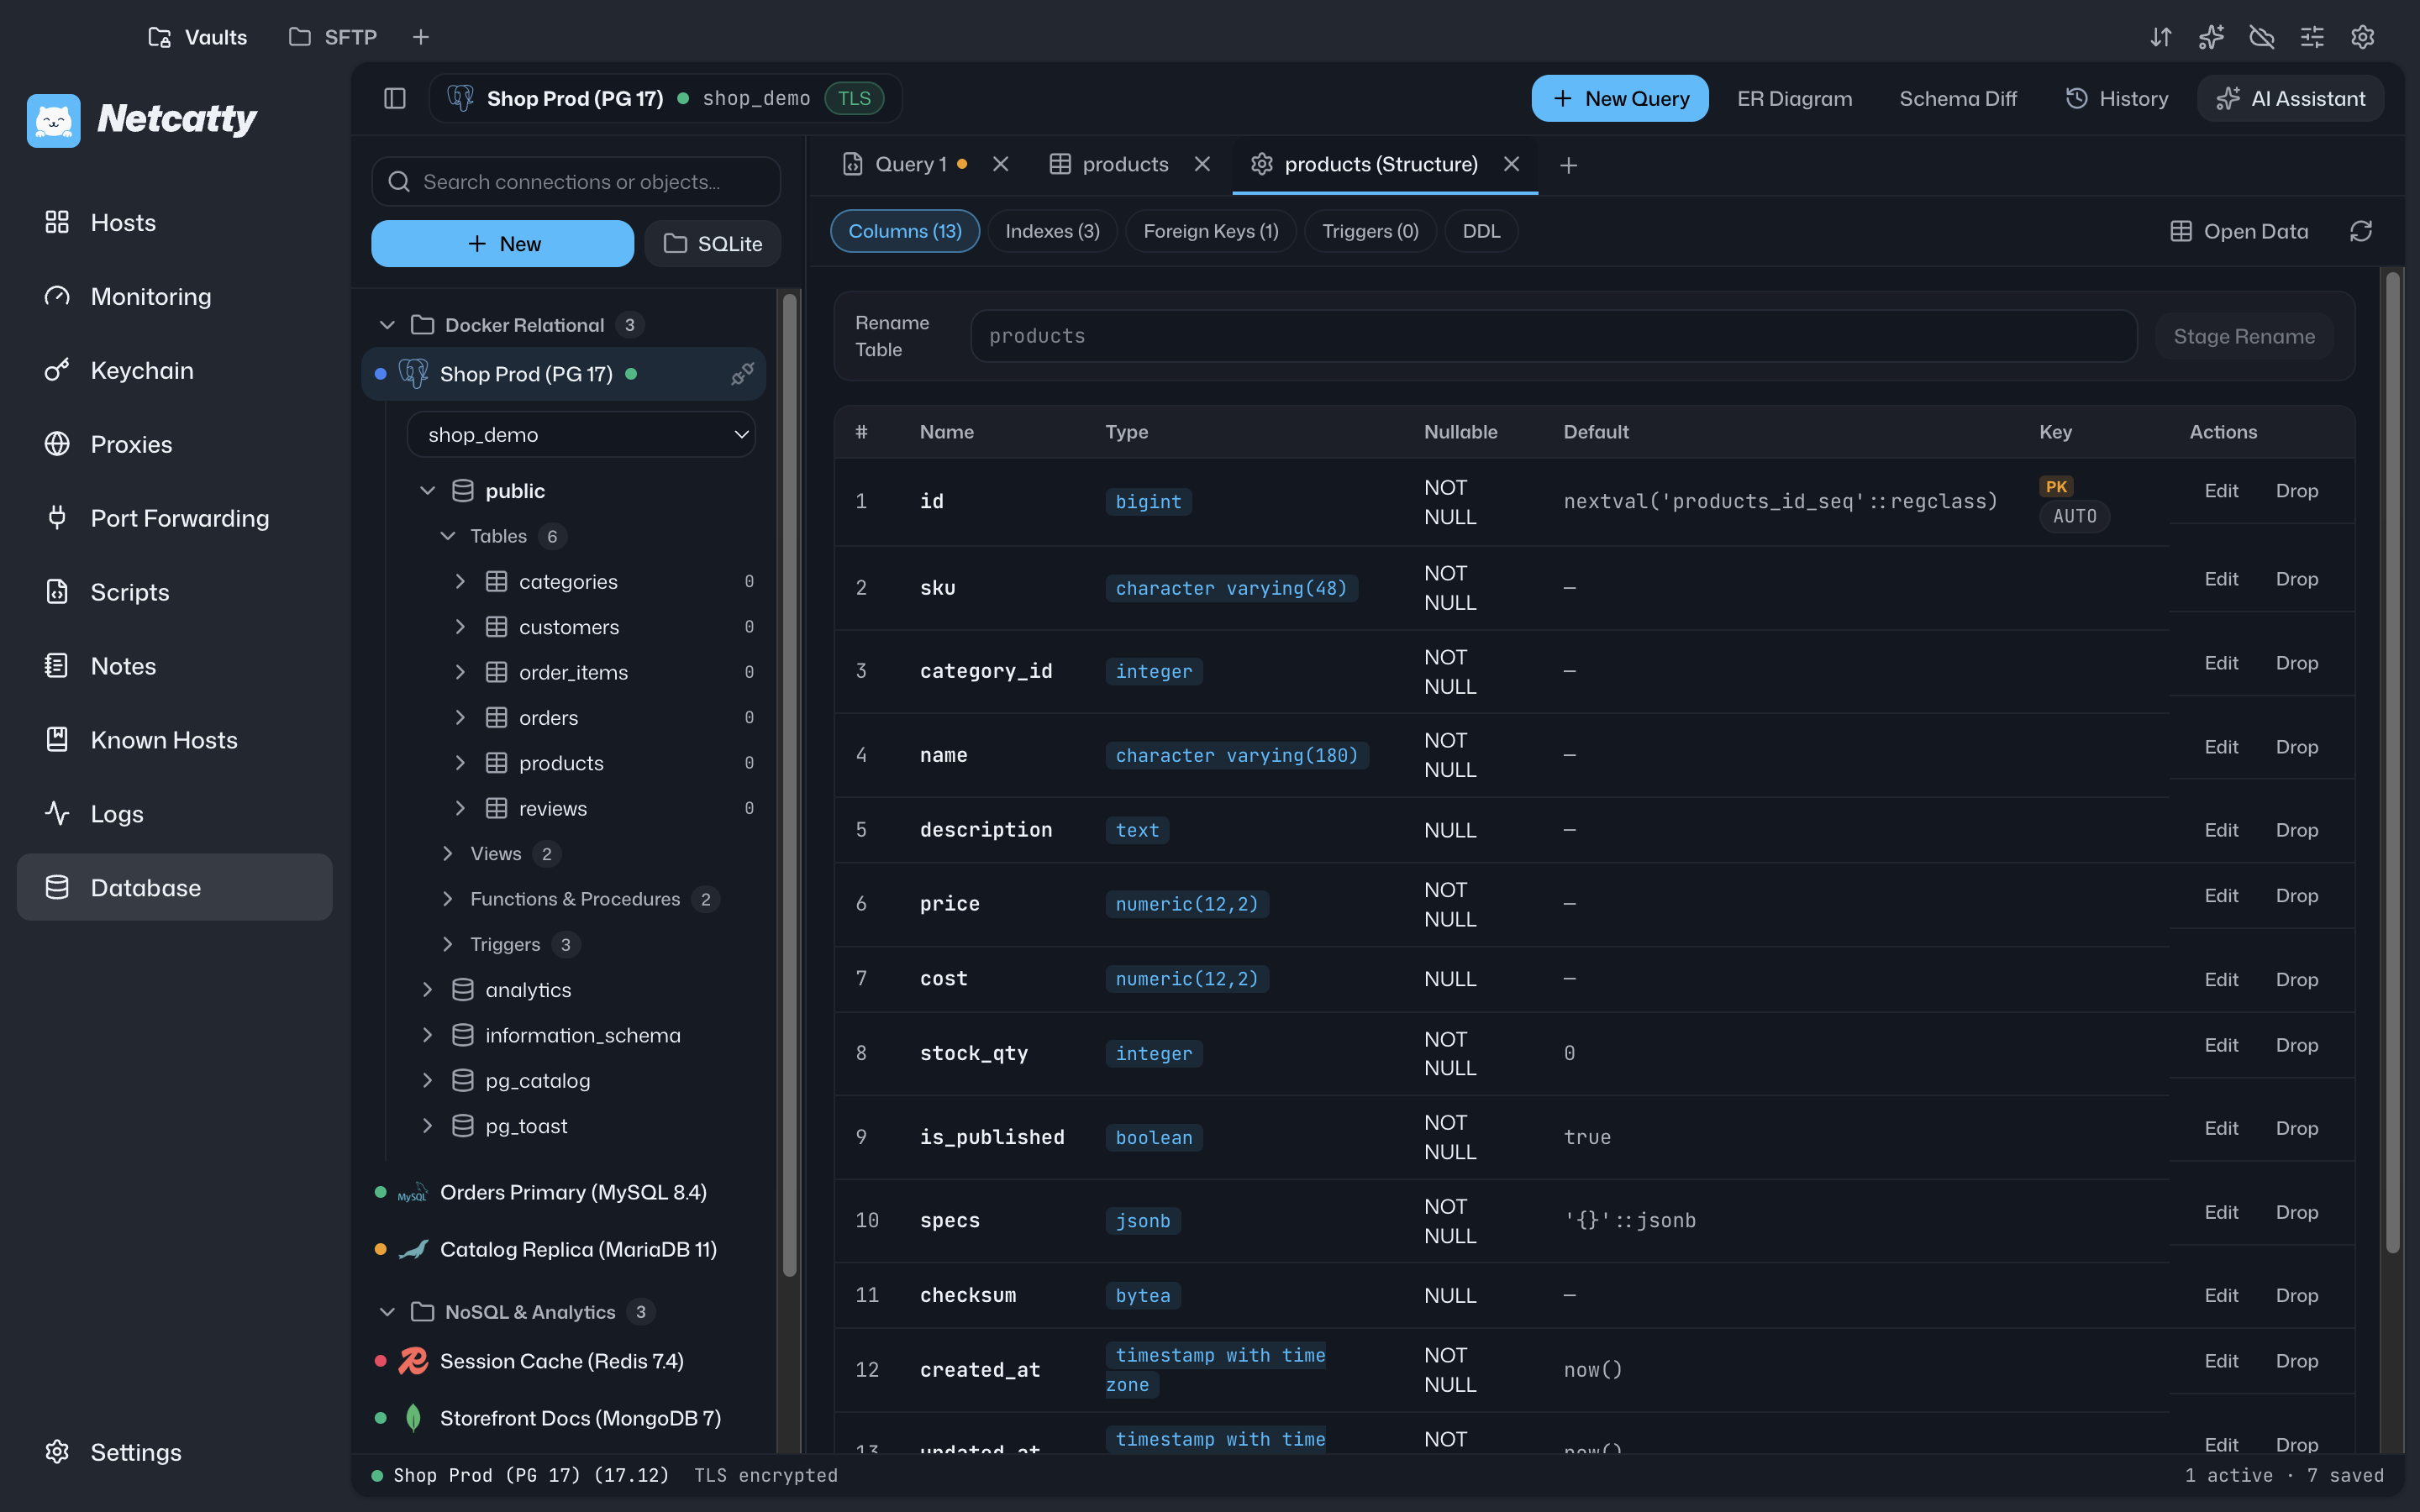 Vaults
SFTP
Netcatty
Hosts
Monitoring
Keychain
Proxies
Port Forwarding
Scripts
Notes
Known Hosts
Logs
Database
Settings
Shop Prod (PG 17) shop_demo TLS
New Query
ER Diagram
Schema Diff
History
AI Assistant
Search connections or objects...
New
SQLite
Docker Relational 3
Shop Prod (PG 17)
shop_demo
public
Tables 6
categories 0
customers 0
order_items 0
orders 0
products 0
reviews 0
Views 2
Functions & Procedures 2
Triggers 3
analytics
information_schema
pg_catalog
pg_toast
MySQL Orders Primary (MySQL 8.4)
Catalog Replica (MariaDB 11)
NoSQL & Analytics 3
Session Cache (Redis 7.4)
Storefront Docs (MongoDB 7)
Query 1
products
products (Structure)
Columns (13)
Indexes (3)
Foreign Keys (1)
Triggers (0)
DDL
Open Data
Rename
Table
products
Stage Rename
# Name Type Nullable Default Key Actions
1 id bigint NOT NULL nextval('products_id_seq'::regclass) PK AUTO Edit Drop
2 sku character varying(48) NOT NULL — Edit Drop
3 category_id integer NOT NULL — Edit Drop
4 name character varying(180) NOT NULL — Edit Drop
5 description text NULL — Edit Drop
6 price numeric(12,2) NOT NULL — Edit Drop
7 cost numeric(12,2) NULL — Edit Drop
8 stock_qty integer NOT NULL 0 Edit Drop
9 is_published boolean NOT NULL true Edit Drop
10 specs jsonb NOT NULL '{}'::jsonb Edit Drop
11 checksum bytea NULL — Edit Drop
12 created_at timestamp with time zone NOT NULL now() Edit Drop
13 updated_at timestamp with time NOT now() Edit Drop
Shop Prod (PG 17) (17.12) TLS encrypted
1 active · 7 saved